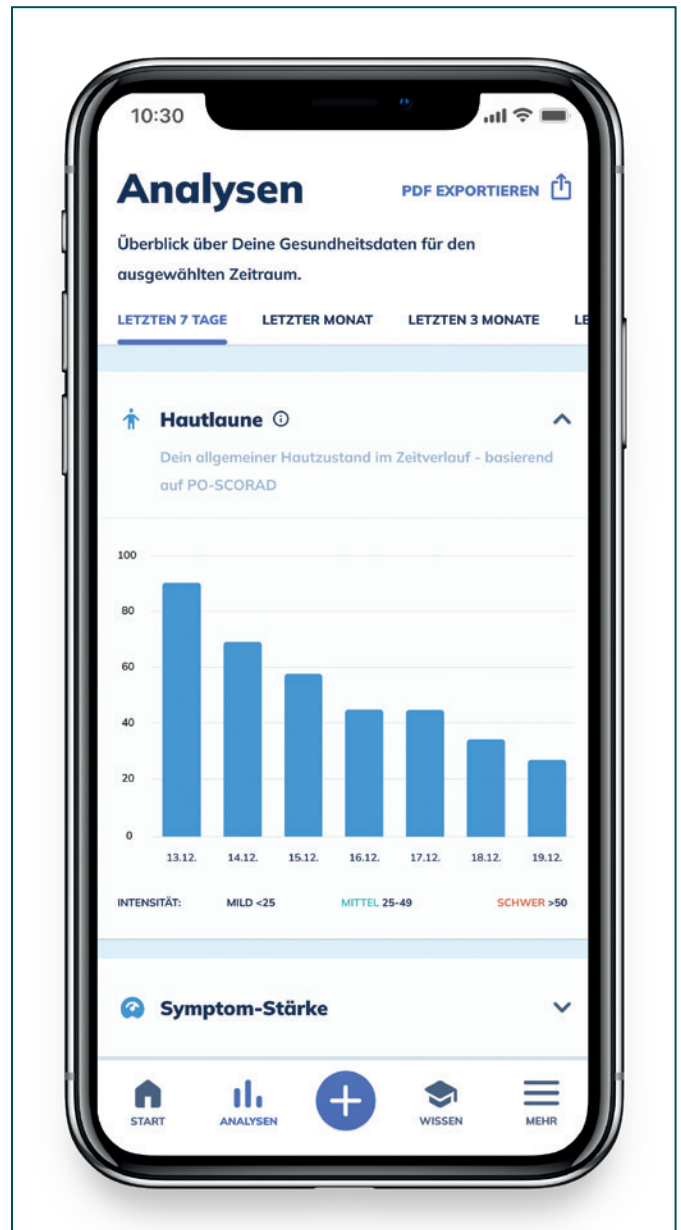 10:30
Analysen
PDF EXPORTIEREN
Überblick über Deine Gesundheitsdaten für den
ausgewählten Zeitraum.
LETZTEN 7 TAGE LETZTER MONAT LETZTEN 3 MONATE LE
Hautlaune
Dein allgemeiner Hautzustand im Zeitverlauf - basierend
auf PO-SCORAD
100
80
60
40
20
0
13.12. 14.12. 15.12. 16.12. 17.12. 18.12. 19.12.
INTENSITÄT: MILD <25 MITTEL 25-49 SCHWER >50
Symptom-Stärke
START ANALYSEN WISSEN MEHR